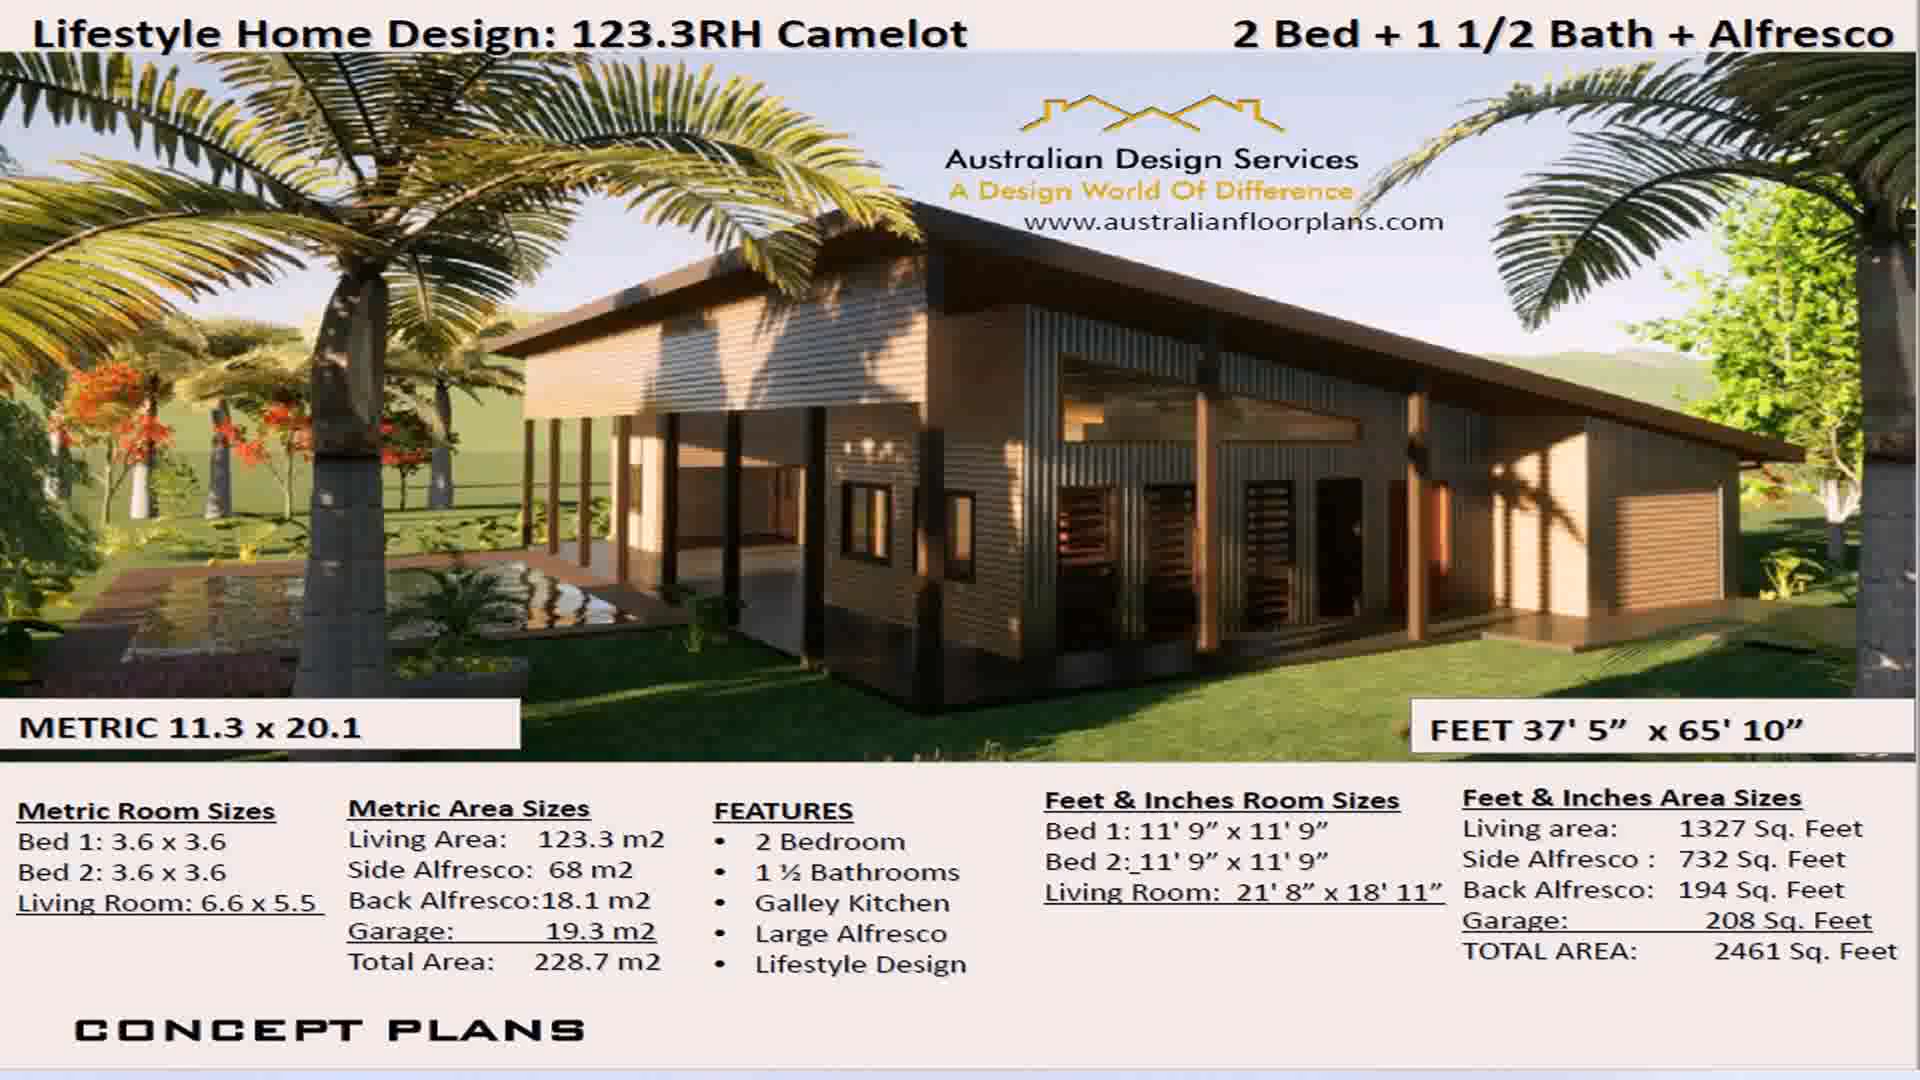 Lifestyle Home Design: 123.3RH Camelot
2 Bed + 1 1/2 Bath + Alfresco
Australian Design Services
A Design World Of Difference
www.australianfloorplans.com
METRIC 11.3 x 20.1
FEET 37' 5” x 65' 10”
Metric Room Sizes
Bed 1: 3.6 x 3.6
Bed 2: 3.6 x 3.6
Living Room: 6.6 x 5.5
Metric Area Sizes
Living Area: 123.3 m2
Side Alfresco: 68 m2
Back Alfresco:18.1 m2
Garage: 19.3 m2
Total Area: 228.7 m2
FEATURES
• 2 Bedroom
• 1 ½ Bathrooms
• Galley Kitchen
• Large Alfresco
• Lifestyle Design
Feet & Inches Room Sizes
Bed 1: 11' 9” x 11' 9”
Bed 2: 11' 9” x 11' 9”
Living Room: 21' 8” x 18' 11”
Feet & Inches Area Sizes
Living area: 1327 Sq. Feet
Side Alfresco : 732 Sq. Feet
Back Alfresco: 194 Sq. Feet
Garage: 208 Sq. Feet
TOTAL AREA: 2461 Sq. Feet
CONCEPT PLANS